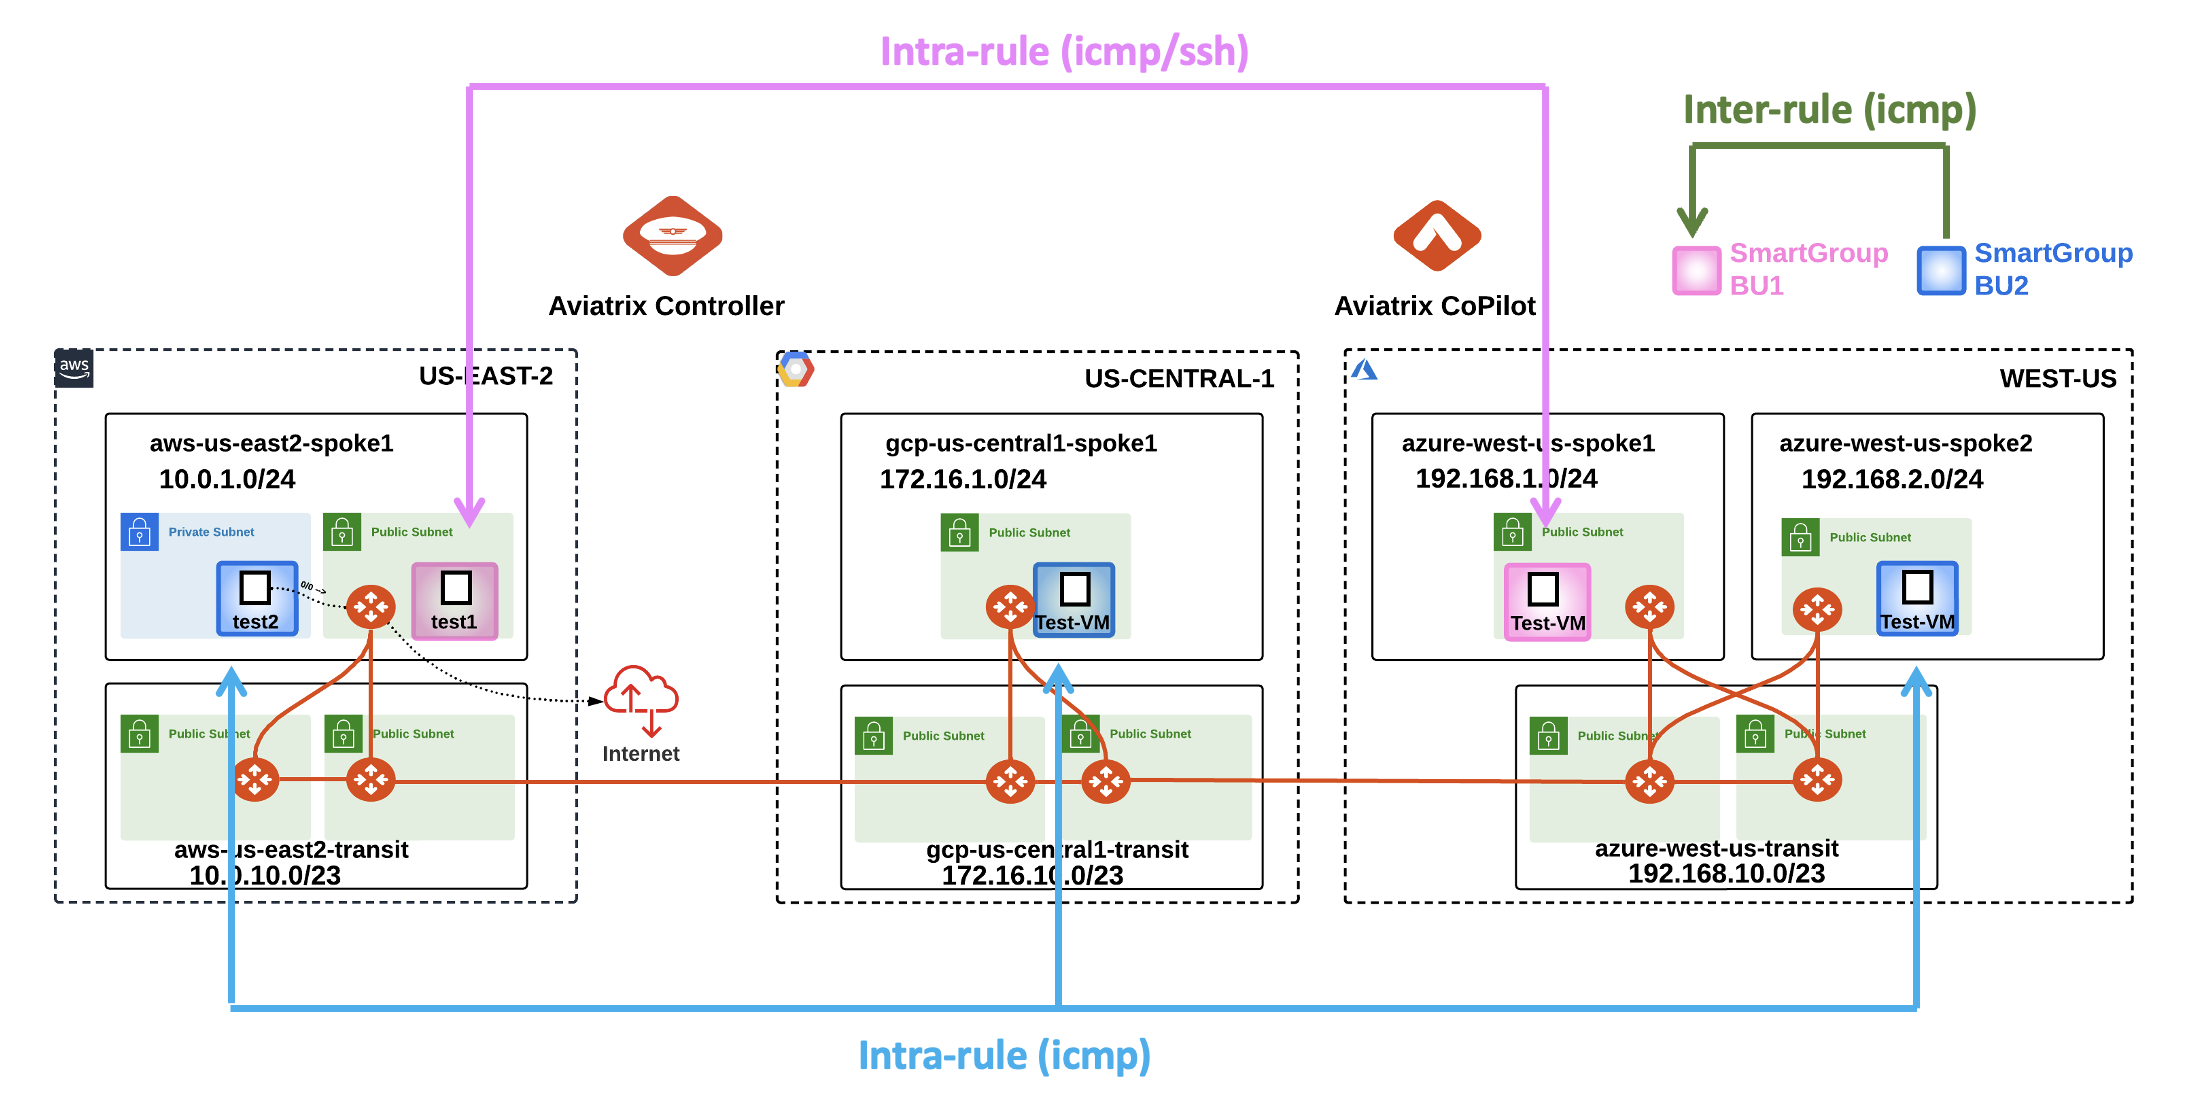 Intra-rule (icmp/ssh)
Inter-rule (icmp)
SmartGroup
BU1
SmartGroup
BU2
Aviatrix Controller
Aviatrix CoPilot
aws
US-EAST-2
US-CENTRAL-1
WEST-US
aws-us-east2-spoke1
10.0.1.0/24
Private Subnet
Public Subnet
test2
0/0
test1
gcp-us-central1-spoke1
172.16.1.0/24
Public Subnet
Test-VM
azure-west-us-spoke1
192.168.1.0/24
Public Subnet
Test-VM
azure-west-us-spoke2
192.168.2.0/24
Public Subnet
Test-VM
Internet
Public Subnet
Public Subnet
aws-us-east2-transit
10.0.10.0/23
Public Subnet
Public Subnet
gcp-us-central1-transit
172.16.10.0/23
Public Subnet
Public Subnet
azure-west-us-transit
192.168.10.0/23
Intra-rule (icmp)